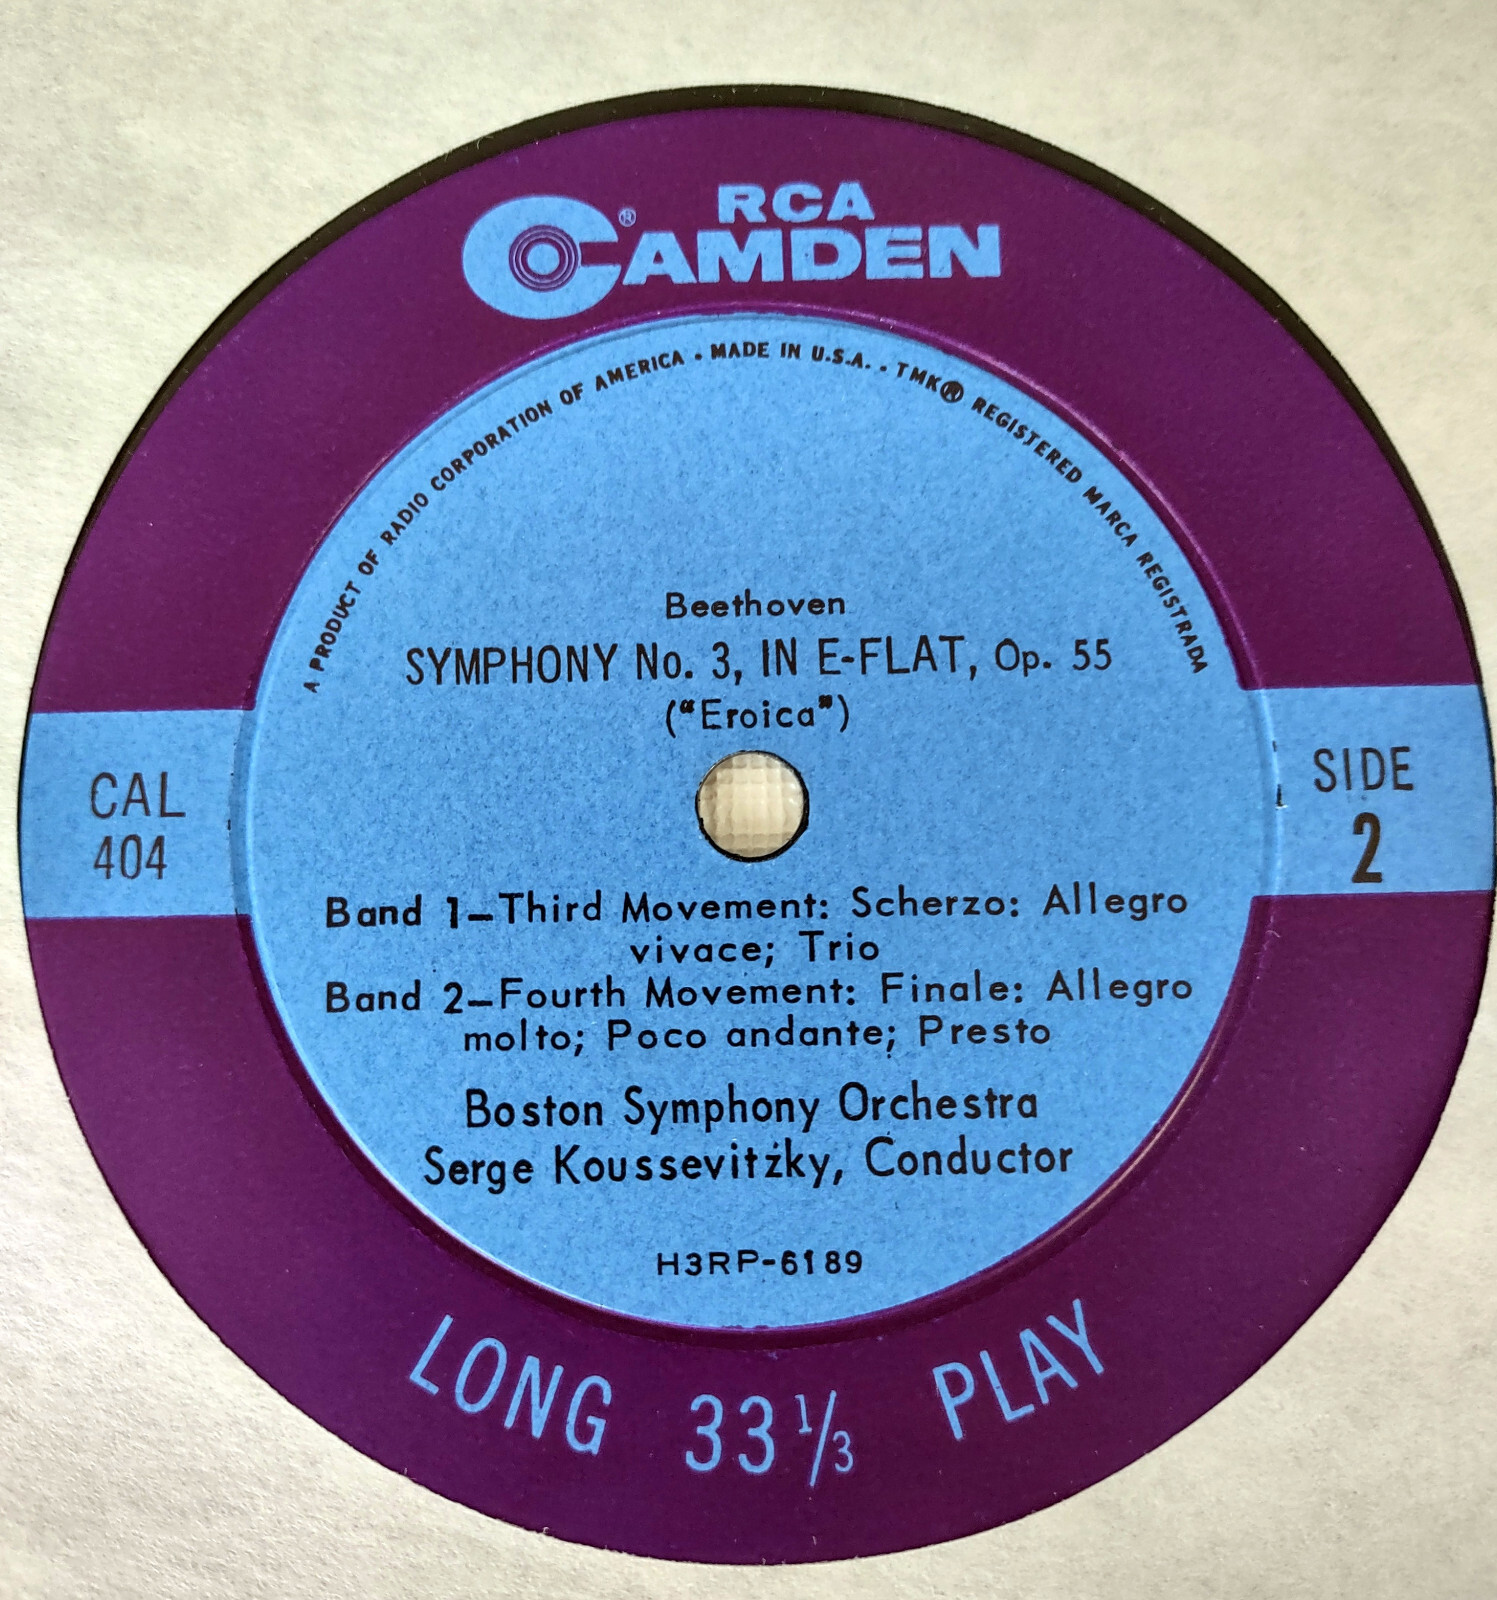 RCA
CAMDEN®
A PRODUCT OF RADIO CORPORATION OF AMERICA • MADE IN U.S.A. • TMK® REGISTERED MARCA REGISTRADA
Beethoven
SYMPHONY No. 3, IN E-FLAT, Op. 55
("Eroica")
CAL
404
SIDE
2
Band 1—Third Movement: Scherzo: Allegro
vivace; Trio
Band 2—Fourth Movement: Finale: Allegro
molto; Poco andante; Presto
Boston Symphony Orchestra
Serge Koussevitzky, Conductor
H3RP-6189
LONG 33 1/3 PLAY